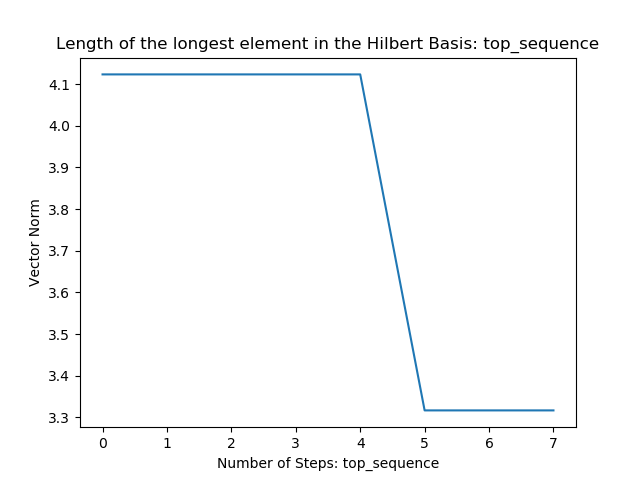 Length of the longest element in the Hilbert Basis: top_sequence
4.1
4.0
3.9
3.8
3.7
3.6
3.5
3.4
3.3
Vector Norm
0 1 2 3 4 5 6 7
Number of Steps: top_sequence